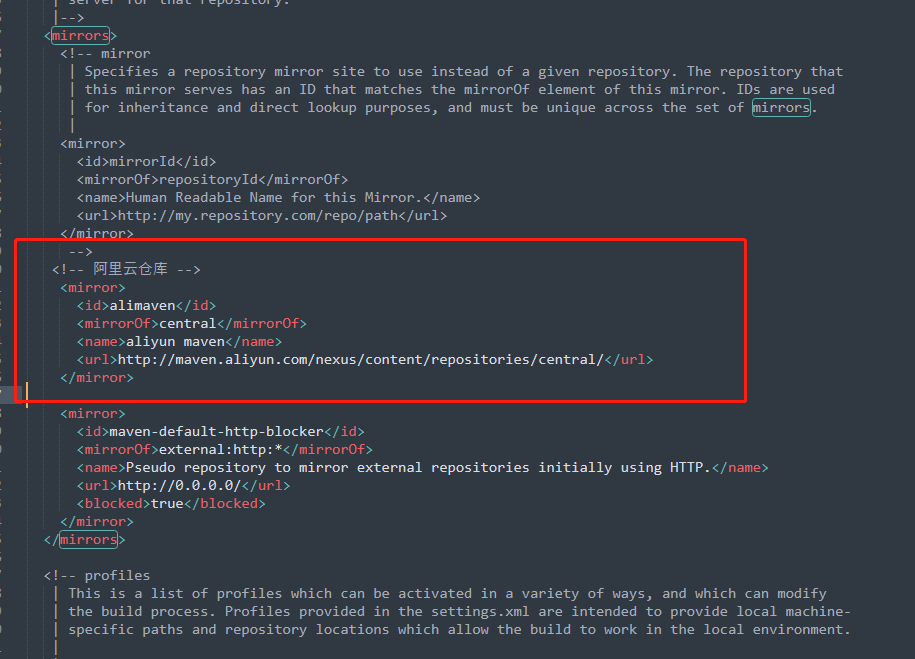 | server for that repository.
|-->
<mirrors>
<!-- mirror
| Specifies a repository mirror site to use instead of a given repository. The repository that
| this mirror serves has an ID that matches the mirrorOf element of this mirror. IDs are used
| for inheritance and direct lookup purposes, and must be unique across the set of mirrors.
|
<mirror>
<id>mirrorId</id>
<mirrorOf>repositoryId</mirrorOf>
<name>Human Readable Name for this Mirror.</name>
<url>http://my.repository.com/repo/path</url>
</mirror>
-->
<!-- 阿里云仓库 -->
<mirror>
<id>alimaven</id>
<mirrorOf>central</mirrorOf>
<name>aliyun maven</name>
<url>http://maven.aliyun.com/nexus/content/repositories/central/</url>
</mirror>
<mirror>
<id>maven-default-http-blocker</id>
<mirrorOf>external:http:*</mirrorOf>
<name>Pseudo repository to mirror external repositories initially using HTTP.</name>
<url>http://0.0.0.0/</url>
<blocked>true</blocked>
</mirror>
</mirrors>
<!-- profiles
| This is a list of profiles which can be activated in a variety of ways, and which can modify
| the build process. Profiles provided in the settings.xml are intended to provide local machine-
| specific paths and repository locations which allow the build to work in the local environment.
|